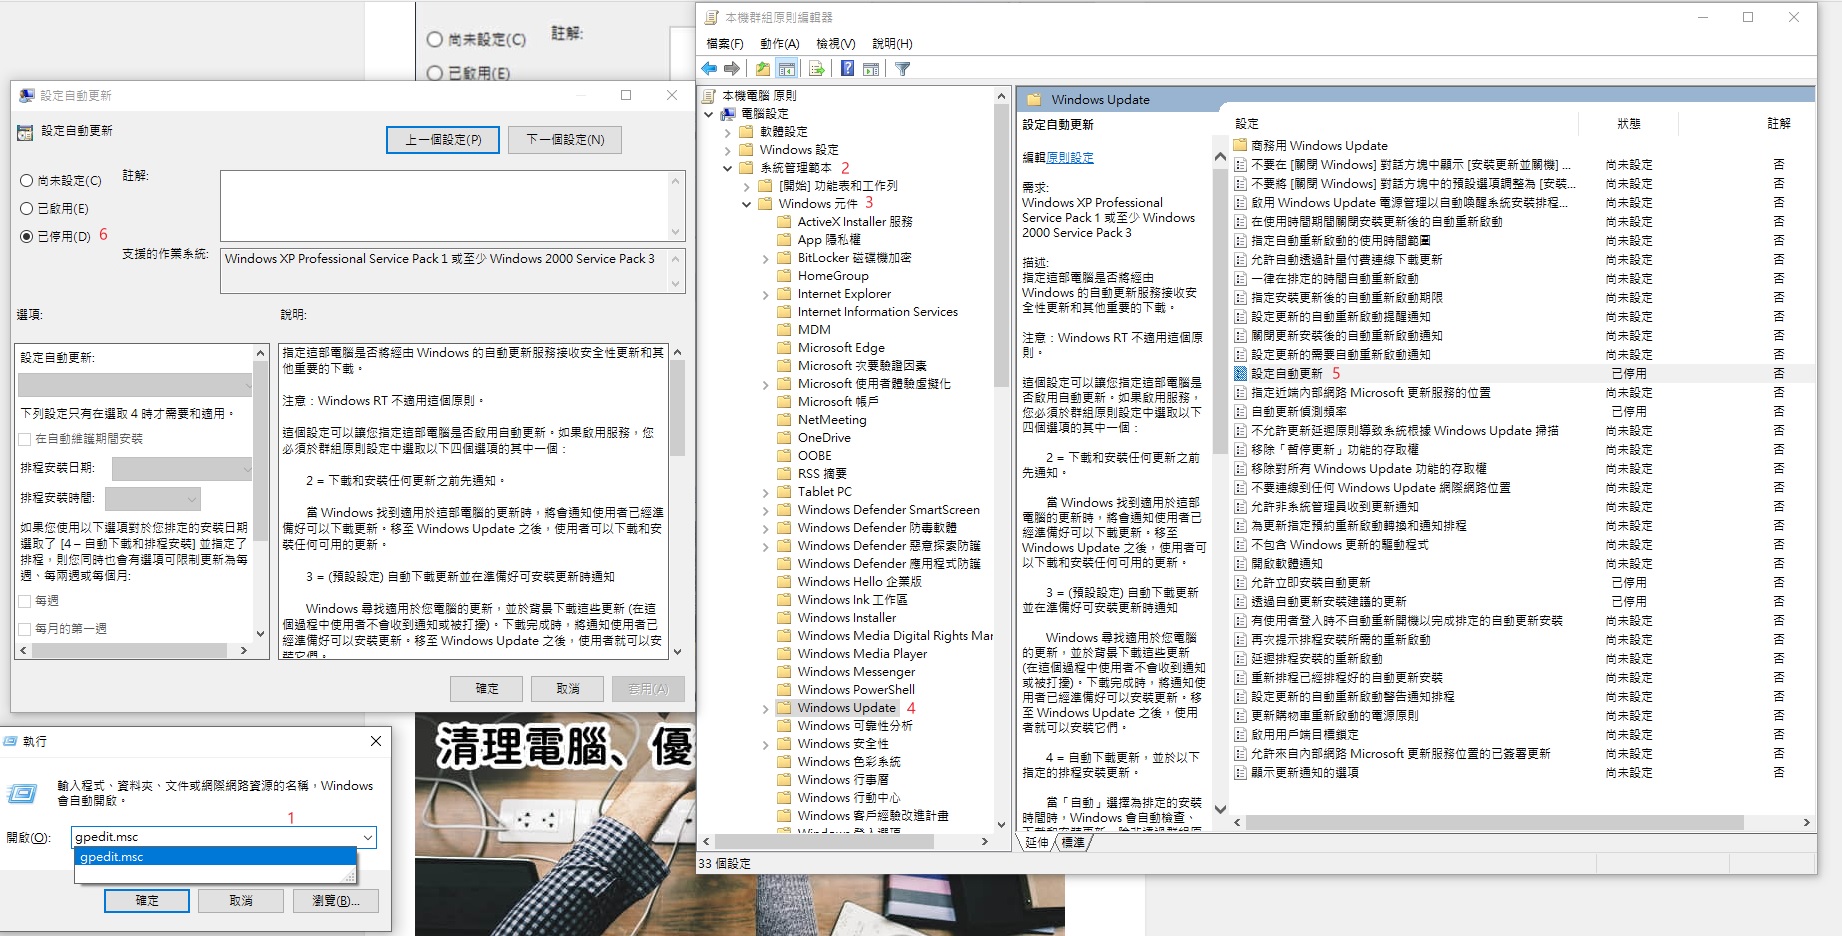 尚未設定(C)
註解:
已啟用(E)
設定自動更新
設定自動更新
上一個設定(P)
下一個設定(N)
尚未設定(C)
註解:
已啟用(E)
已停用(D) 6
支援的作業系統:
Windows XP Professional Service Pack 1 或至少 Windows 2000 Service Pack 3
選項:
說明:
設定自動更新:
下列設定只有在選取 4 時才需要和適用。
在自動維護期間安裝
排程安裝日期:
排程安裝時間:
如果您使用以下選項對於您排定的安裝日期
選取了 [4 – 自動下載和排程安裝] 並指定了
排程，則您同時也會有選項可限制更新為每
週、每兩週或每個月:
每週
每月的第一週
指定這部電腦是否將經由 Windows 的自動更新服務接收安全性更新和其
他重要的下載。
注意：Windows RT 不適用這個原則。
這個設定可以讓您指定這部電腦是否啟用自動更新。如果啟用服務，您
必須於群組原則設定中選取以下四個選項的其中一個：
2 = 下載和安裝任何更新之前先通知。
當 Windows 找到適用於這部電腦的更新時，將會通知使用者已經準
備好可以下載更新。移至 Windows Update 之後，使用者可以下載和安
裝任何可用的更新。
3 = (預設設定) 自動下載更新並在準備好可安裝更新時通知
Windows 尋找適用於您電腦的更新，並於背景下載這些更新 (在這
個過程中使用者不會收到通知或被打擾)。下載完成時，將通知使用者已
經準備好可以安裝更新。移至 Windows Update 之後，使用者就可以安
裝它們。
確定
取消
套用(A)
執行
輸入程式、資料夾、文件或網際網路資源的名稱，Windows
會自動開啟。
1
開啟(O):
gpedit.msc
gpedit.msc
確定
取消
瀏覽(B)...
清理電腦、優
本機群組原則編輯器
檔案(F)
動作(A)
檢視(V)
說明(H)
本機電腦 原則
電腦設定
軟體設定
Windows 設定
系統管理範本 2
[開始] 功能表和工作列
Windows 元件 3
ActiveX Installer 服務
App 隱私權
BitLocker 磁碟機加密
HomeGroup
Internet Explorer
Internet Information Services
MDM
Microsoft Edge
Microsoft 次要驗證因素
Microsoft 使用者體驗虛擬化
Microsoft 帳戶
NetMeeting
OneDrive
OOBE
RSS 摘要
Tablet PC
Windows Defender SmartScreen
Windows Defender 防毒軟體
Windows Defender 惡意探索防護
Windows Defender 應用程式防護
Windows Hello 企業版
Windows Ink 工作區
Windows Installer
Windows Media Digital Rights Mar
Windows Media Player
Windows Messenger
Windows PowerShell
Windows Update 4
Windows 可靠性分析
Windows 安全性
Windows 色彩系統
Windows 行事曆
Windows 行動中心
Windows 客戶經驗改進計畫
Windows 登入選項
33 個設定
Windows Update
設定自動更新
編輯原則設定
需求:
Windows XP Professional
Service Pack 1 或至少 Windows
2000 Service Pack 3
描述:
指定這部電腦是否將經由
Windows 的自動更新服務接收安
全性更新和其他重要的下載。
注意：Windows RT 不適用這個原
則。
這個設定可以讓您指定這部電腦是
否啟用自動更新。如果啟用服務，
您必須於群組原則設定中選取以下
四個選項的其中一個：
2 = 下載和安裝任何更新之前
先通知。
當 Windows 找到適用於這部
電腦的更新時，將會通知使用者已
經準備好可以下載更新。移至
Windows Update 之後，使用者可
以下載和安裝任何可用的更新。
3 = (預設設定) 自動下載更新
並在準備好可安裝更新時通知
Windows 尋找適用於您電腦
的更新，並於背景下載這些更新
(在這個過程中使用者不會收到通知
或被打擾)。下載完成時，將通知使
用者已經準備好可以安裝更新。移
至 Windows Update 之後，使用
者就可以安裝它們。
4 = 自動下載更新，並於以下
指定的排程安裝更新。
當「自動」選擇為排定的安裝
時間時，Windows 會自動檢查、
延伸
標準
設定 狀態 註解
商務用 Windows Update
不要在 [關閉 Windows] 對話方塊中顯示 [安裝更新並關機] ... 尚未設定 否
不要將 [關閉 Windows] 對話方塊中的預設選項調整為 [安裝... 尚未設定 否
啟用 Windows Update 電源管理以自動喚醒系統安裝排程... 尚未設定 否
在使用時間期間關閉安裝更新後的自動重新啟動 尚未設定 否
指定自動重新啟動的使用時間範圍 尚未設定 否
允許自動透過計量付費連線下載更新 尚未設定 否
一律在排定的時間自動重新啟動 尚未設定 否
指定安裝更新後的自動重新啟動期限 尚未設定 否
設定更新的自動重新啟動提醒通知 尚未設定 否
關閉更新安裝後的自動重新啟動通知 尚未設定 否
設定更新的需要自動重新啟動通知 尚未設定 否
設定自動更新 5 已停用 否
指定近端內部網路 Microsoft 更新服務的位置 尚未設定 否
自動更新偵測頻率 已停用 否
不允許更新延遲原則導致系統根據 Windows Update 掃描 尚未設定 否
移除「暫停更新」功能的存取權 尚未設定 否
移除對所有 Windows Update 功能的存取權 尚未設定 否
不要連線到任何 Windows Update 網際網路位置 尚未設定 否
允許非系統管理員收到更新通知 尚未設定 否
為更新指定預約重新啟動轉換和通知排程 尚未設定 否
不包含 Windows 更新的驅動程式 尚未設定 否
開啟軟體通知 尚未設定 否
允許立即安裝自動更新 已停用 否
透過自動更新安裝建議的更新 已停用 否
有使用者登入時不自動重新開機以完成排定的自動更新安裝 尚未設定 否
再次提示排程安裝所需的重新啟動 尚未設定 否
延遲排程安裝的重新啟動 尚未設定 否
重新排程已經排程好的自動更新安裝 尚未設定 否
設定更新的自動重新啟動警告通知排程 尚未設定 否
更新購物車重新啟動的電源原則 尚未設定 否
啟用用戶端目標鎖定 尚未設定 否
允許來自內部網路 Microsoft 更新服務位置的已簽署更新 尚未設定 否
顯示更新通知的選項 尚未設定 否